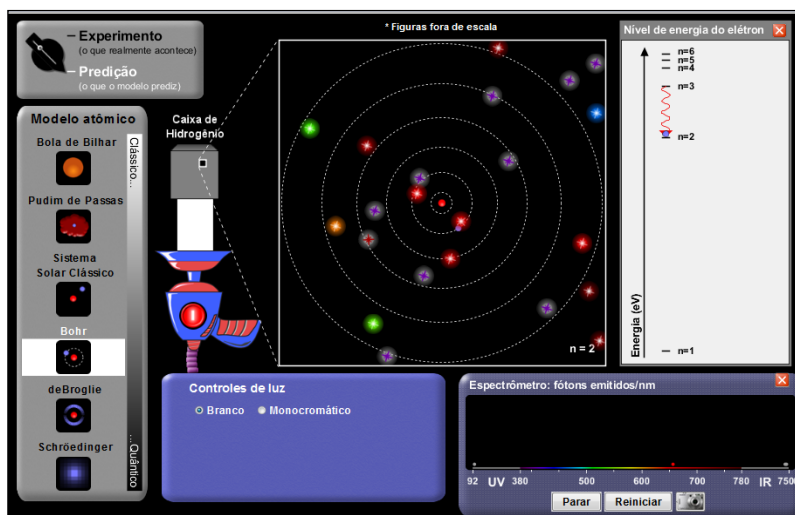 Experimento
(o que realmente acontece)
Predição
(o que o modelo prediz)
Modelo atômico
Bola de Bilhar
Pudim de Passas
Sistema
Solar Clássico
Bohr
deBroglie
Schröedinger
Clássico...
...Quântico
Caixa de
Hidrogênio
* Figuras fora de escala
n = 2
Nível de energia do elétron
n=6
n=5
n=4
n=3
n=2
n=1
Energia (eV)
Controles de luz
Branco Monocromático
Espectrómetro: fótons emitidos/nm
92 UV 380 500 600 700 780 IR 7500
Parar Reiniciar